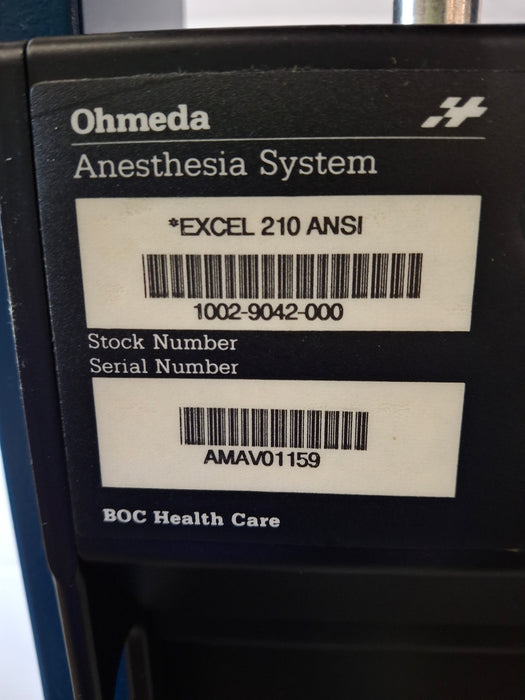 Ohmeda
Anesthesia System
*EXCEL 210 ANSI
1002-9042-000
Stock Number
Serial Number
AMAV01159
BOC Health Care